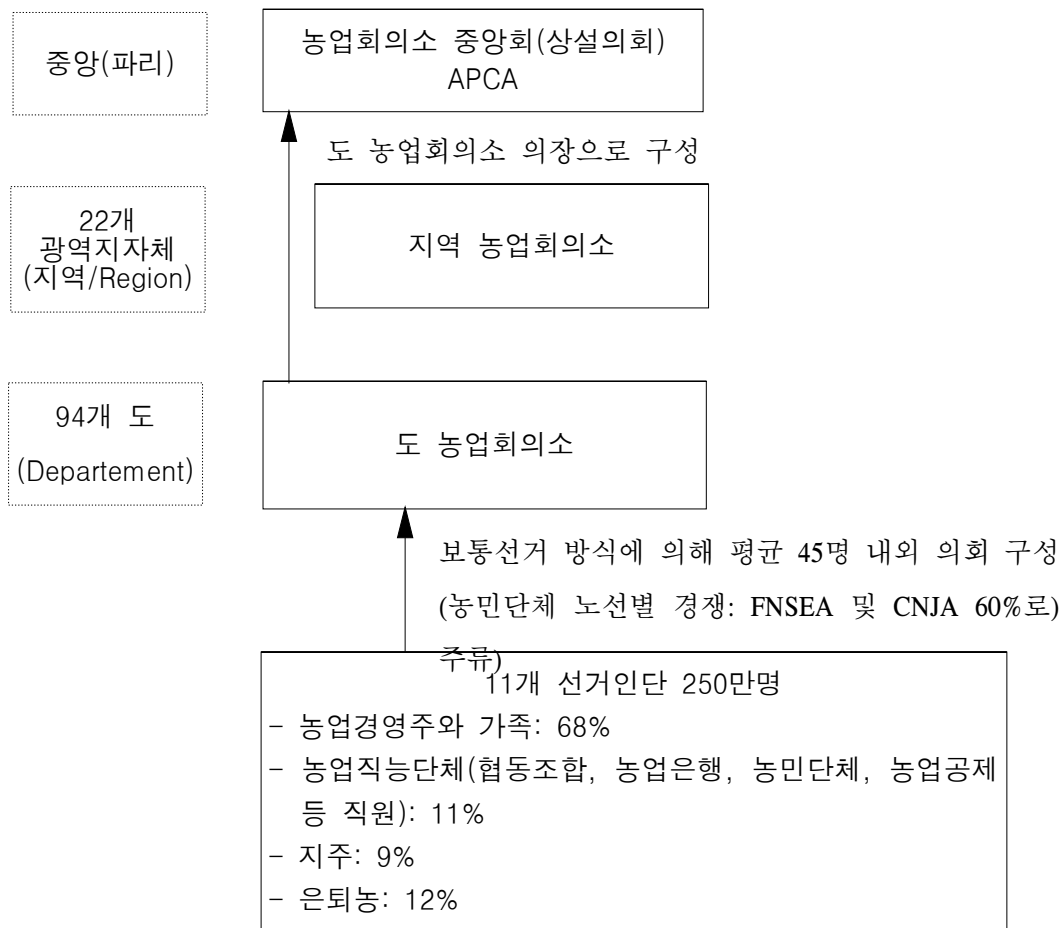 중앙(파리)
농업회의소 중앙회(상설의회)
APCA
도 농업회의소 의장으로 구성
22개
광역지자체
(지역/Region)
지역 농업회의소
94개 도
(Departement)
도 농업회의소
보통선거 방식에 의해 평균 45명 내외 의회 구성
(농민단체 노선별 경쟁: FNSEA 및 CNJA 60%로)
주류)
11개 선거인단 250만명
- 농업경영주와 가족: 68%
- 농업직능단체(협동조합, 농업은행, 농민단체, 농업공제
등 직원): 11%
- 지주: 9%
- 은퇴농: 12%